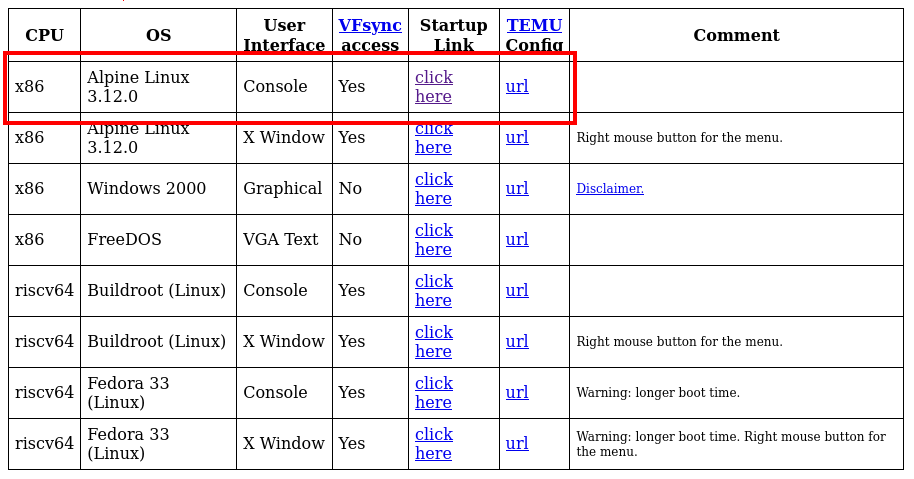 CPU OS User Interface VFsync access Startup Link TEMU Config Comment
x86 Alpine Linux 3.12.0 Console Yes click here url
x86 Alpine Linux 3.12.0 X Window Yes click here url Right mouse button for the menu.
x86 Windows 2000 Graphical No click here url Disclaimer.
x86 FreeDOS VGA Text No click here url
riscv64 Buildroot (Linux) Console Yes click here url
riscv64 Buildroot (Linux) X Window Yes click here url Right mouse button for the menu.
riscv64 Fedora 33 (Linux) Console Yes click here url Warning: longer boot time.
riscv64 Fedora 33 (Linux) X Window Yes click here url Warning: longer boot time. Right mouse button for the menu.